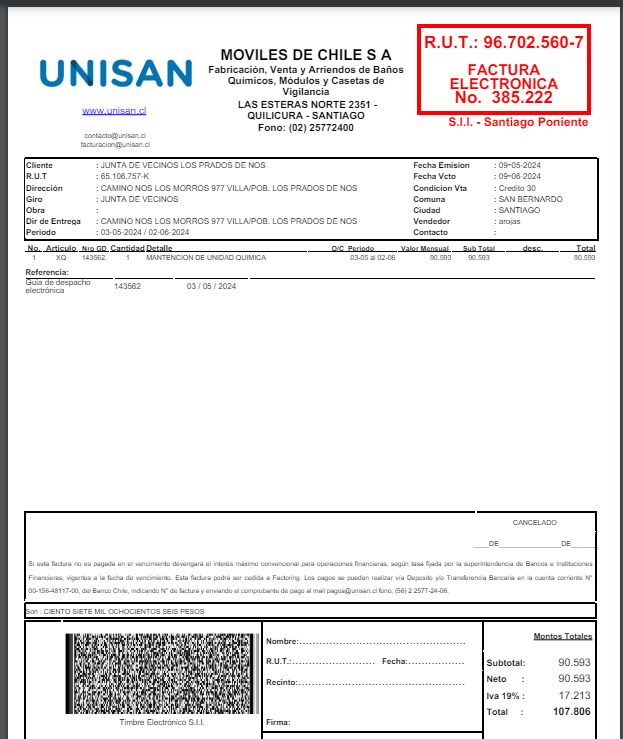 UNISAN
www.unisan.cl
contacto@unisan.cl
facturacion@unisan.cl
MOVILES DE CHILE S A
Fabricación, Venta y Arriendos de Baños
Químicos, Módulos y Casetas de
Vigilancia
LAS ESTERAS NORTE 2351 -
QUILICURA - SANTIAGO
Fono: (02) 25772400
R.U.T.: 96.702.560-7
FACTURA
ELECTRONICA
No. 385.222
S.I.I. - Santiago Poniente
Cliente : JUNTA DE VECINOS LOS PRADOS DE NOS Fecha Emision : 09-05-2024
R.U.T : 65.106.757-K Fecha Vcto : 09-06-2024
Dirección : CAMINO NOS LOS MORROS 977 VILLA/POB. LOS PRADOS DE NOS Condicion Vta : Credito 30
Giro : JUNTA DE VECINOS Comuna : SAN BERNARDO
Obra : Ciudad : SANTIAGO
Dir de Entrega : CAMINO NOS LOS MORROS 977 VILLA/POB. LOS PRADOS DE NOS Vendedor : arojas
Periodo : 03-05-2024 / 02-06-2024 Contacto :
No. Artículo Nro GD Cantidad Detalle O/C Periodo Valor Mensual Sub Total desc. Total
1 XQ 143562. 1 MANTENCION DE UNIDAD QUIMICA 03-05 al 02-06 90.593 90.593 90.593
Referencia:
Guia de despacho
electrónica 143562 03 / 05 / 2024
CANCELADO
____DE________________DE____
Si esta factura no es pagada en el vencimiento devengará el interés máximo convencional para operaciones financieras, según tasa fijada por la superintendencia de Bancos e Instituciones
Financieras, vigentes a la fecha de vencimiento. Esta factura podrá ser cedida a Factoring. Los pagos se pueden realizar vía Deposito y/o Transferencia Bancaria en la cuenta corriente N°
00-156-48117-00, del Banco Chile, indicando N° de factura y enviando el comprobante de pago al mail pagos@unisan.cl fono; (56) 2 2577-24-06.
Son : CIENTO SIETE MIL OCHOCIENTOS SEIS PESOS
Timbre Electrónico S.I.I.
Nombre:..........................................
R.U.T.:..................... Fecha:..............
Recinto:..........................................
Firma:
Montos Totales
Subtotal: 90.593
Neto : 90.593
Iva 19% : 17.213
Total : 107.806